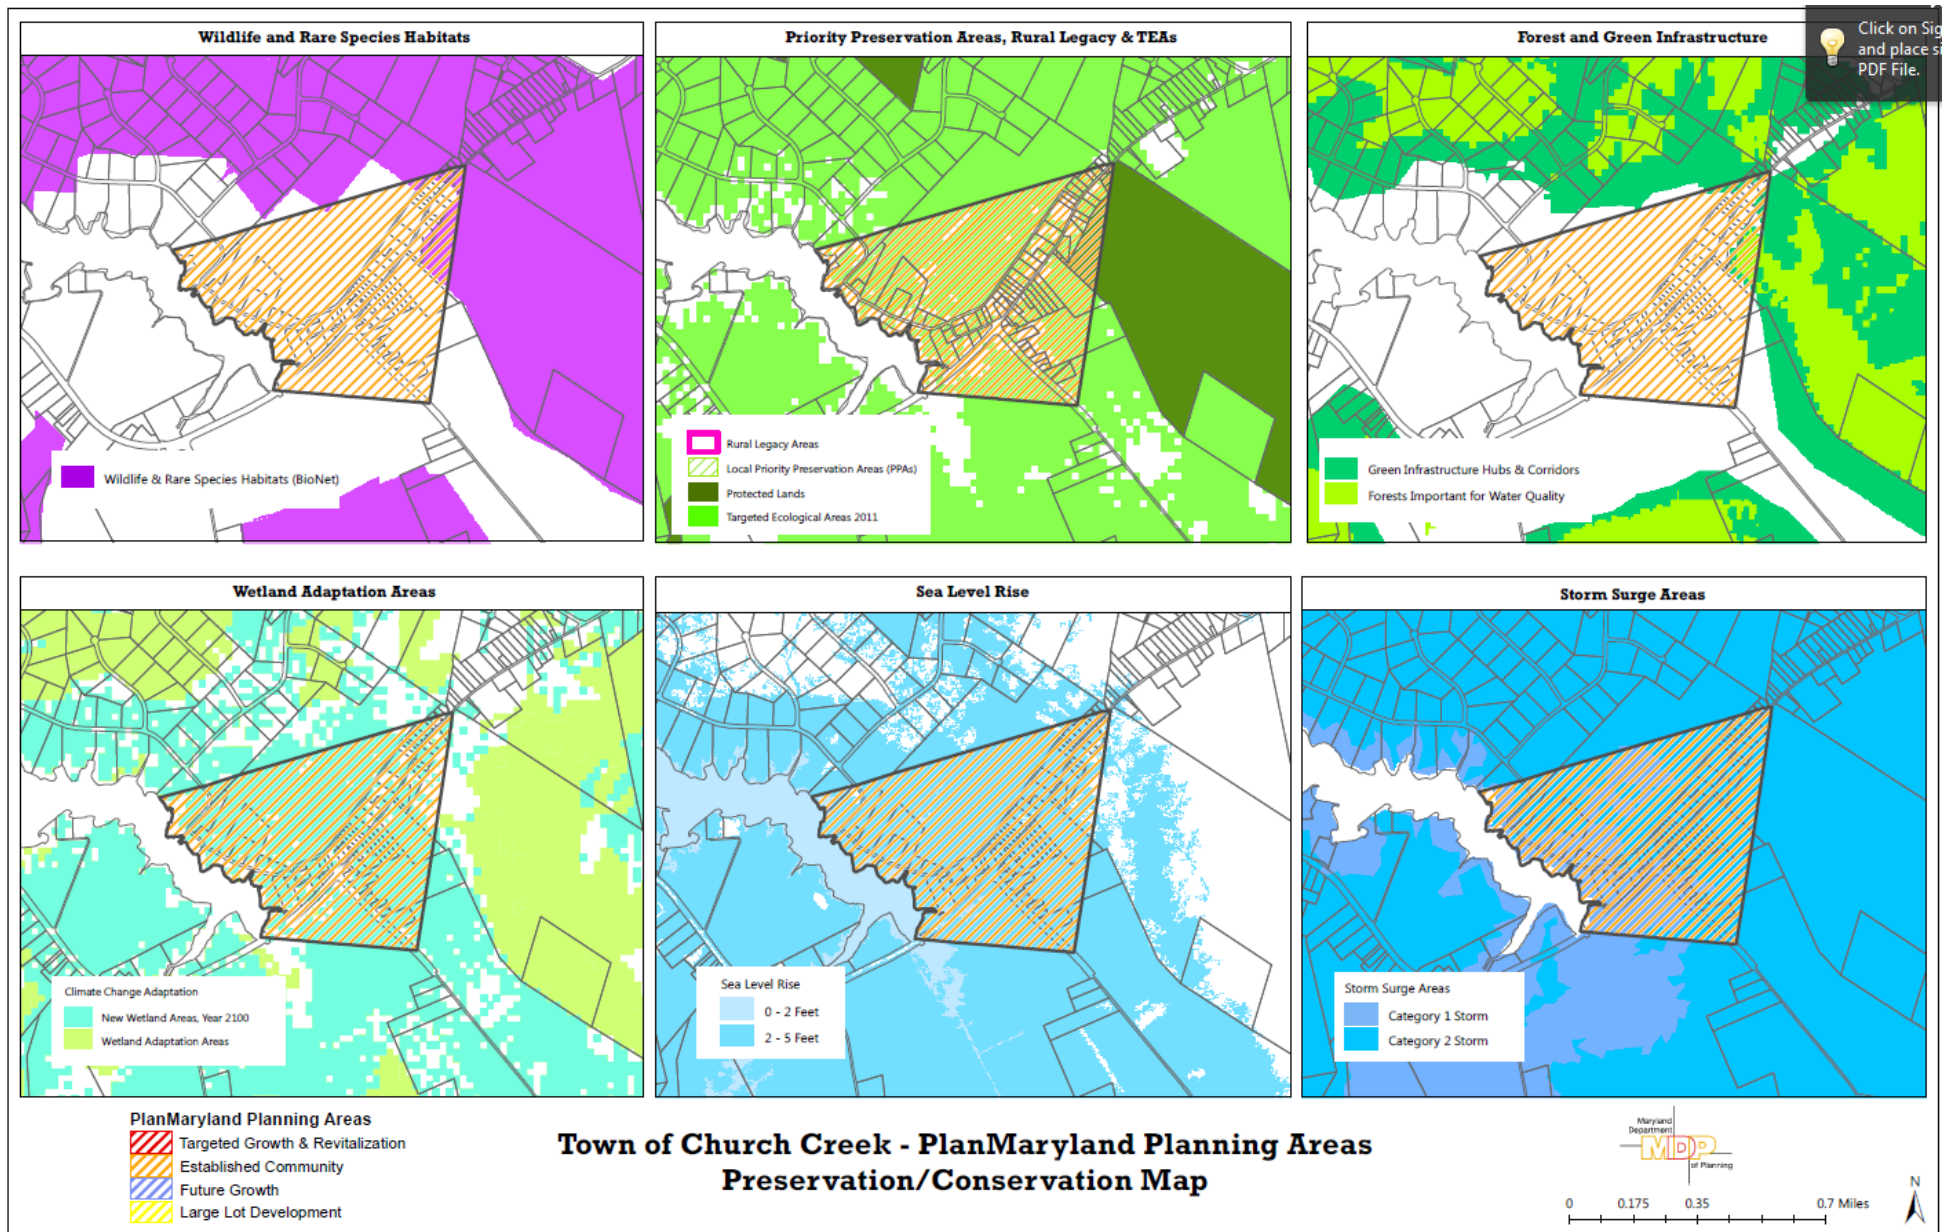 Wildlife and Rare Species Habitats
Wildlife & Rare Species Habitats (BioNet)
Priority Preservation Areas, Rural Legacy & TEAs
Rural Legacy Areas
Local Priority Preservation Areas (PPAs)
Protected Lands
Targeted Ecological Areas 2011
Forest and Green Infrastructure
Green Infrastructure Hubs & Corridors
Forests Important for Water Quality
Click on Sig
and place si
PDF File.
Wetland Adaptation Areas
Climate Change Adaptation
New Wetland Areas, Year 2100
Wetland Adaptation Areas
Sea Level Rise
Sea Level Rise
0 - 2 Feet
2 - 5 Feet
Storm Surge Areas
Storm Surge Areas
Category 1 Storm
Category 2 Storm
PlanMaryland Planning Areas
Targeted Growth & Revitalization
Established Community
Future Growth
Large Lot Development
Town of Church Creek - PlanMaryland Planning Areas
Preservation/Conservation Map
Maryland
Department
MDP
of Planning
0 0.175 0.35 0.7 Miles
N